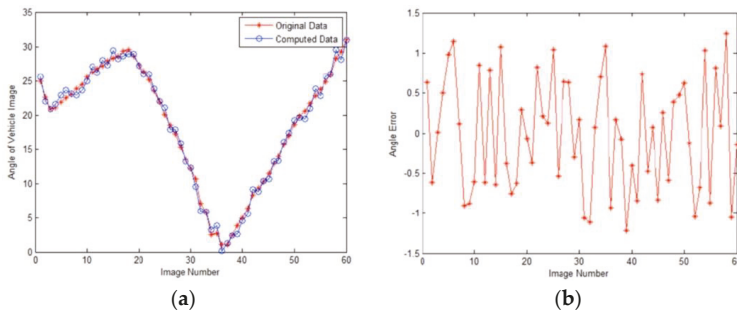 35
30
25
20
15
10
5
0
Angle of Vehicle Image
Original Data
Computed Data
0 10 20 30 40 50 60
Image Number
(a)
1.5
1
0.5
0
-0.5
-1
-1.5
Angle Error
0 10 20 30 40 50 60
Image Number
(b)